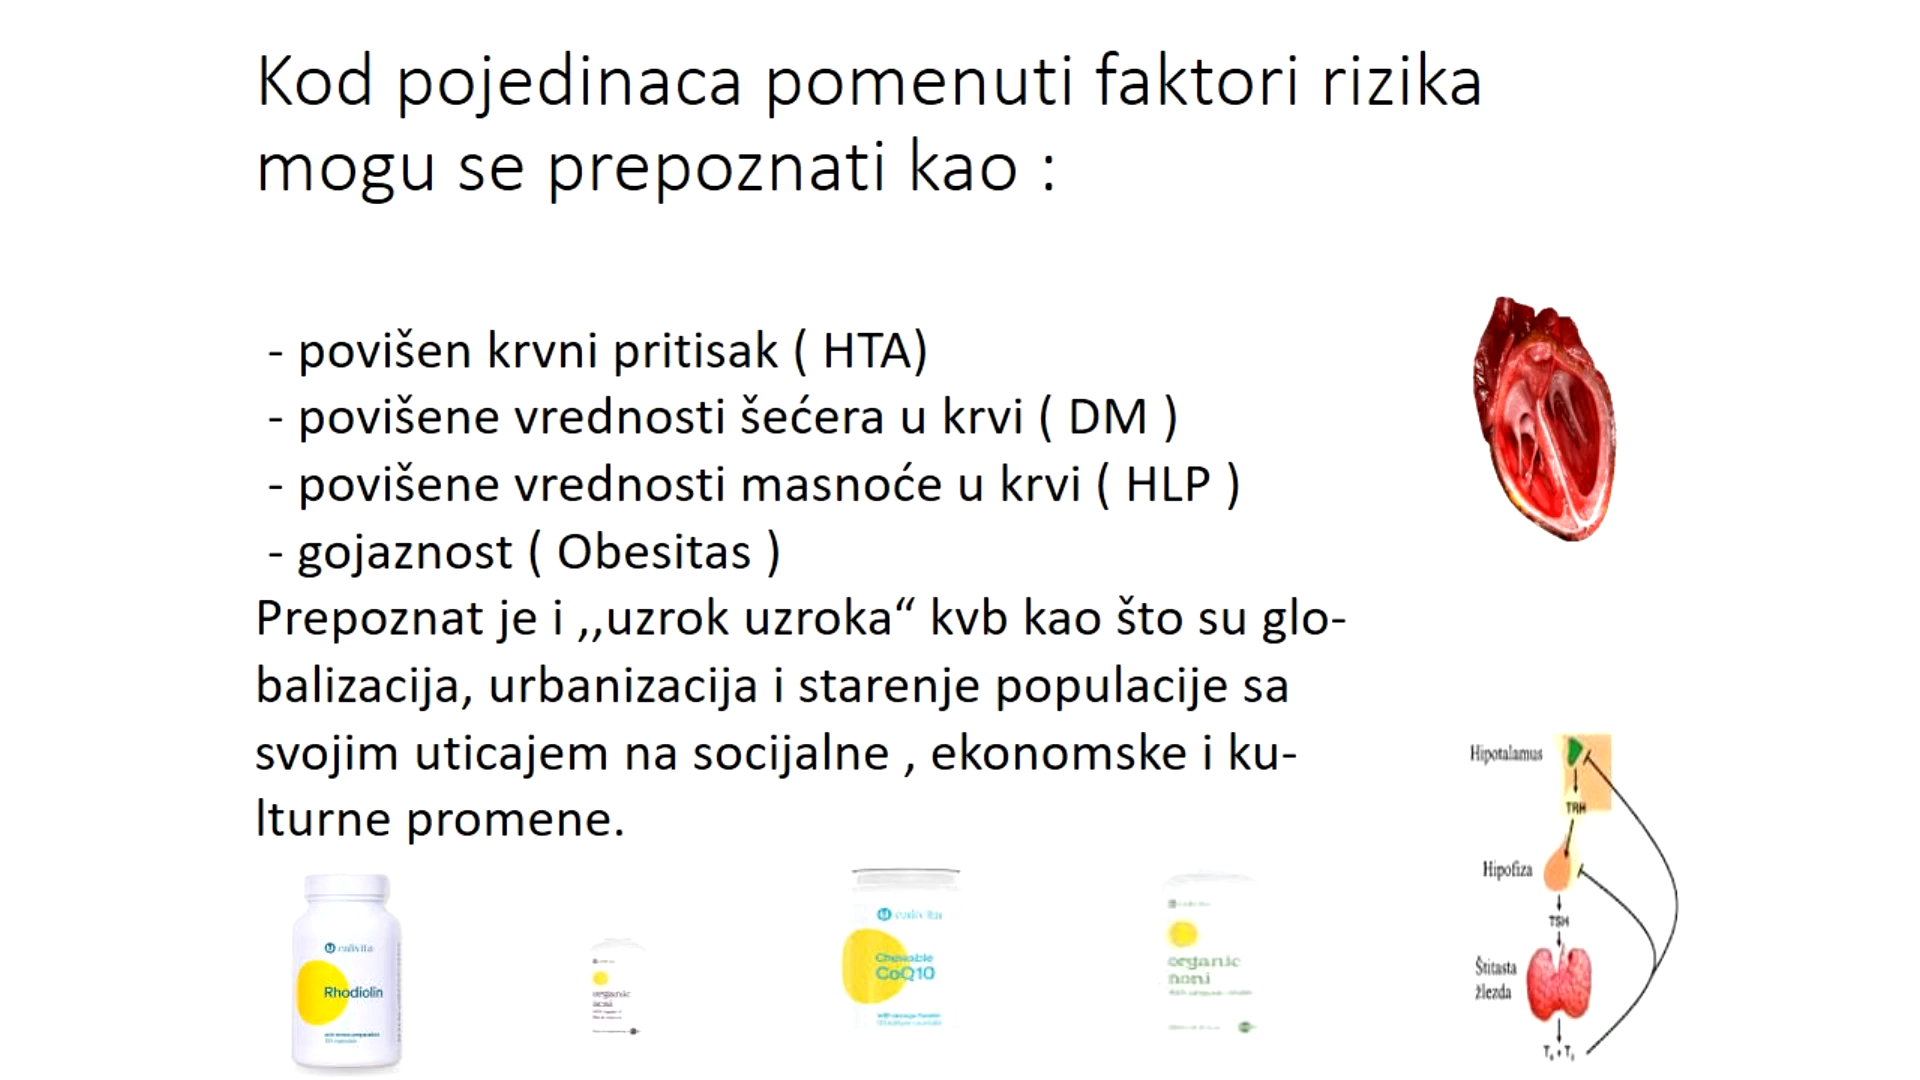 Kod pojedinaca pomenuti faktori rizika
mogu se prepoznati kao :
- povišen krvni pritisak ( HTA)
- povišene vrednosti šećera u krvi ( DM )
- povišene vrednosti masnoće u krvi ( HLP )
- gojaznost ( Obesitas )
Prepoznat je i ,,uzrok uzroka“ kvb kao što su glo-
balizacija, urbanizacija i starenje populacije sa
svojim uticajem na socijalne , ekonomske i ku-
lturne promene.
Hipotalamus
TRH
Hipofiza
TSH
Štitasta
žlezda
calivita
Rhodiolin
organic
calivita
Chewable
CoQ10
organic
noni